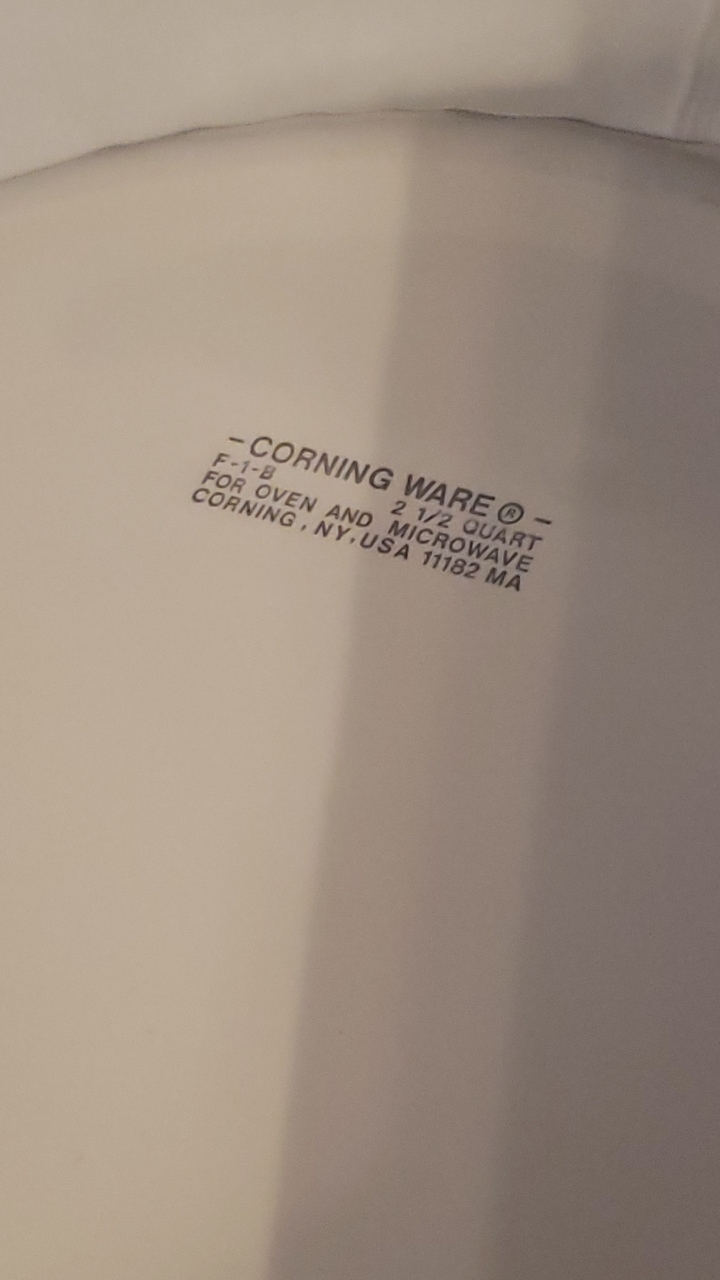 -CORNING WARE® -
F-1-B 2 1/2 QUART
FOR OVEN AND MICROWAVE
CORNING, NY, USA 11182 MA